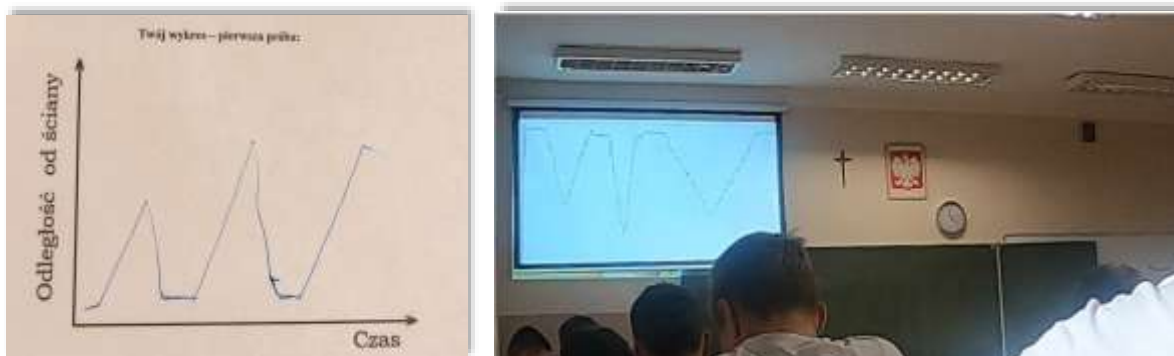 Twój wykres – pierwsza próba:
Odległość od ściany
Czas